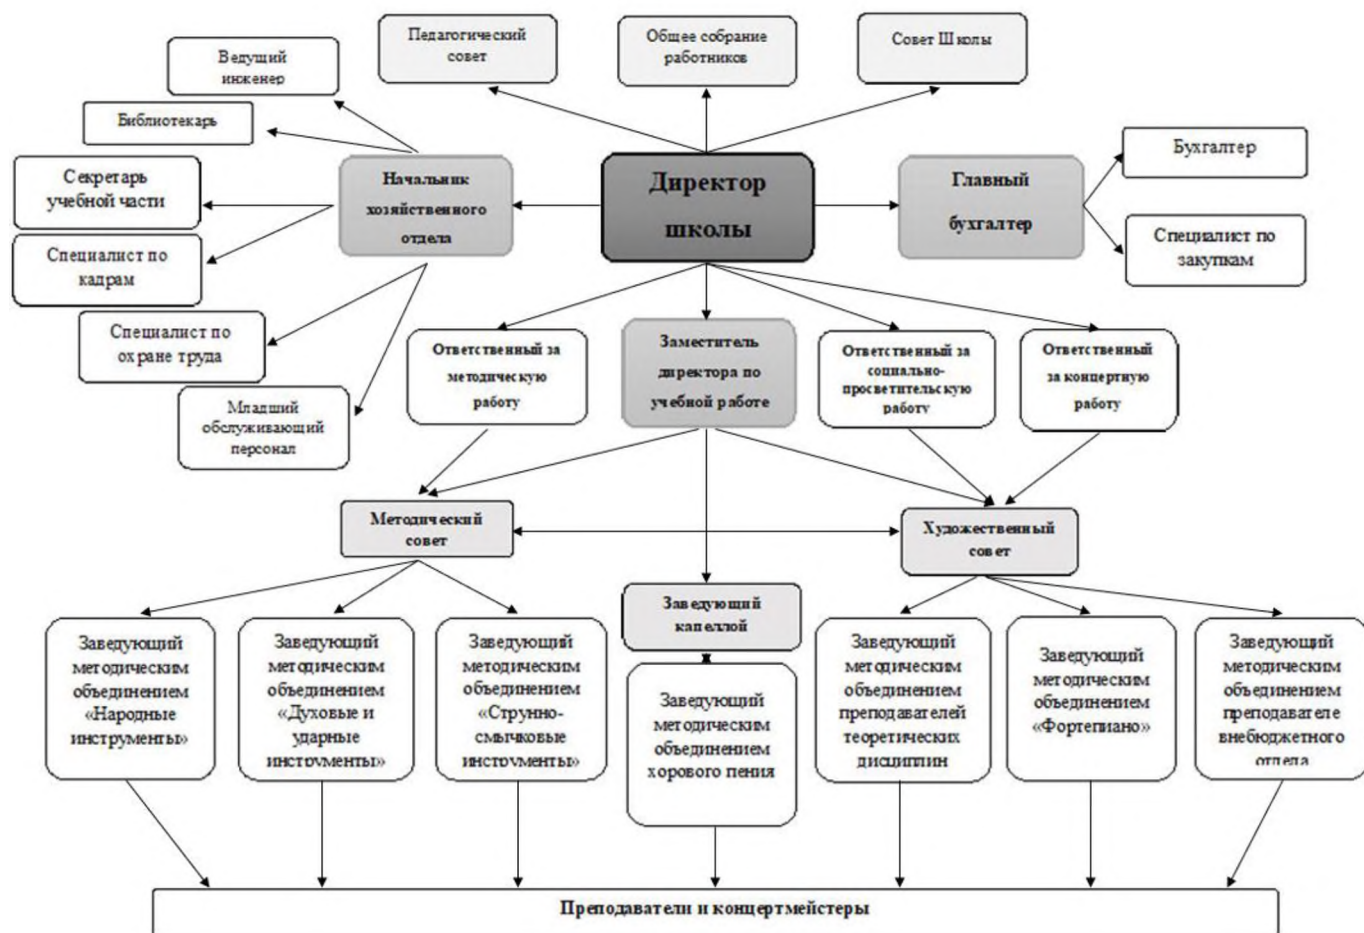 Педагогический
совет
Общее собрание
работников
Совет Школы
Ведущий
инженер
Библиотекарь
Секретарь
учебной части
Специалист по
кадрам
Специалист по
охране труда
Младший
обслуживающий
персонал
Начальник
хозяйственного
отдела
Директор
школы
Главный
бухгалтер
Бухгалтер
Специалист по
закупкам
Ответственный за
методическую
работу
Заместитель
директора по
учебной работе
Ответственный за
социально-
просветительскую
работу
Ответственный
за концертную
работу
Методический
совет
Художественный
совет
Заведующий
капеллой
Заведующий
методическим
объединением
«Народные
инструменты»
Заведующий
методическим
объединением
«Духовые и
ударные
инструменты»
Заведующий
методическим
объединением
«Струнно-
смычковые
инструменты»
Заведующий
методическим
объединением
хорового пения
Заведующий
методическим
объединением
преподавателей
теоретических
дисциплин
Заведующий
методическим
объединением
«Фортепиано»
Заведующий
методическим
объединением
преподавателе
внебюджетного
отдела
Преподаватели и концертмейстеры